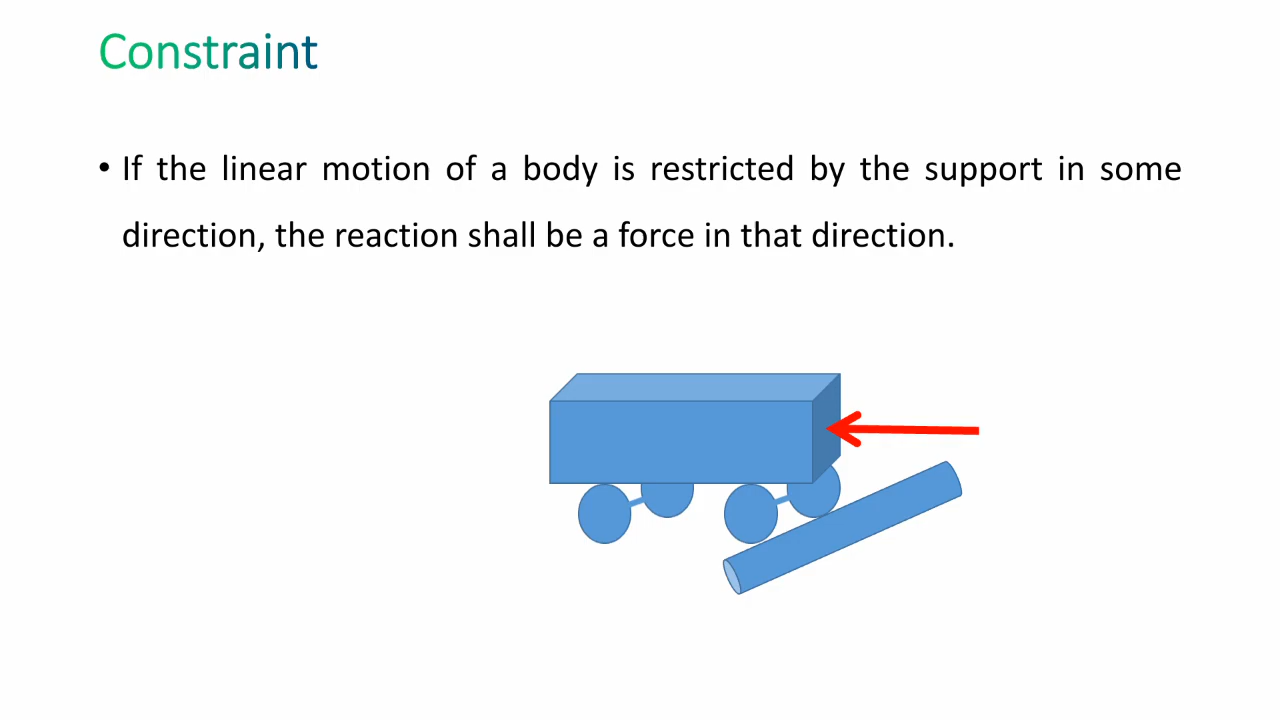 Constraint
• If the linear motion of a body is restricted by the support in some
direction, the reaction shall be a force in that direction.